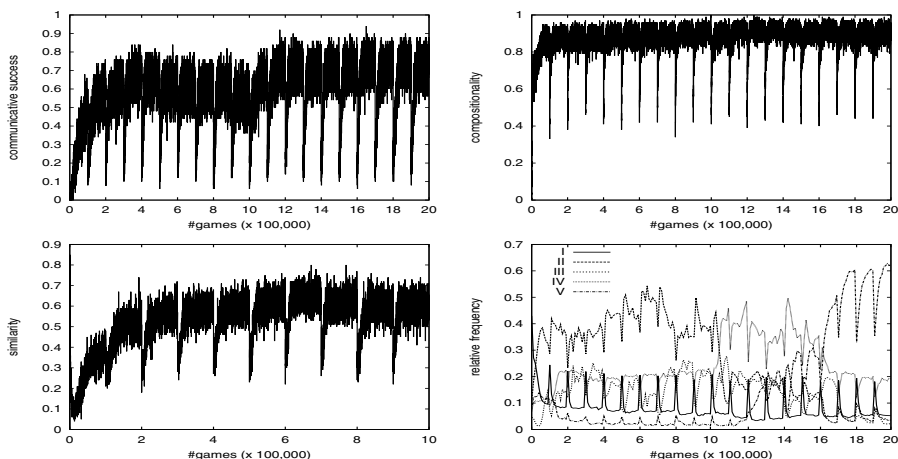 communicative success
1
0.9
0.8
0.7
0.6
0.5
0.4
0.3
0.2
0.1
0
0 2 4 6 8 10 12 14 16 18 20
#games (x 100,000)
compositionality
1
0.8
0.6
0.4
0.2
0
0 2 4 6 8 10 12 14 16 18 20
#games (x 100,000)
similarity
0.9
0.8
0.7
0.6
0.5
0.4
0.3
0.2
0.1
0
0 2 4 6 8 10
#games (x 100,000)
relative frequency
0.7
0.6
0.5
0.4
0.3
0.2
0.1
0
I
II
III
IV
V
0 2 4 6 8 10 12 14 16 18 20
#games (x 100,000)